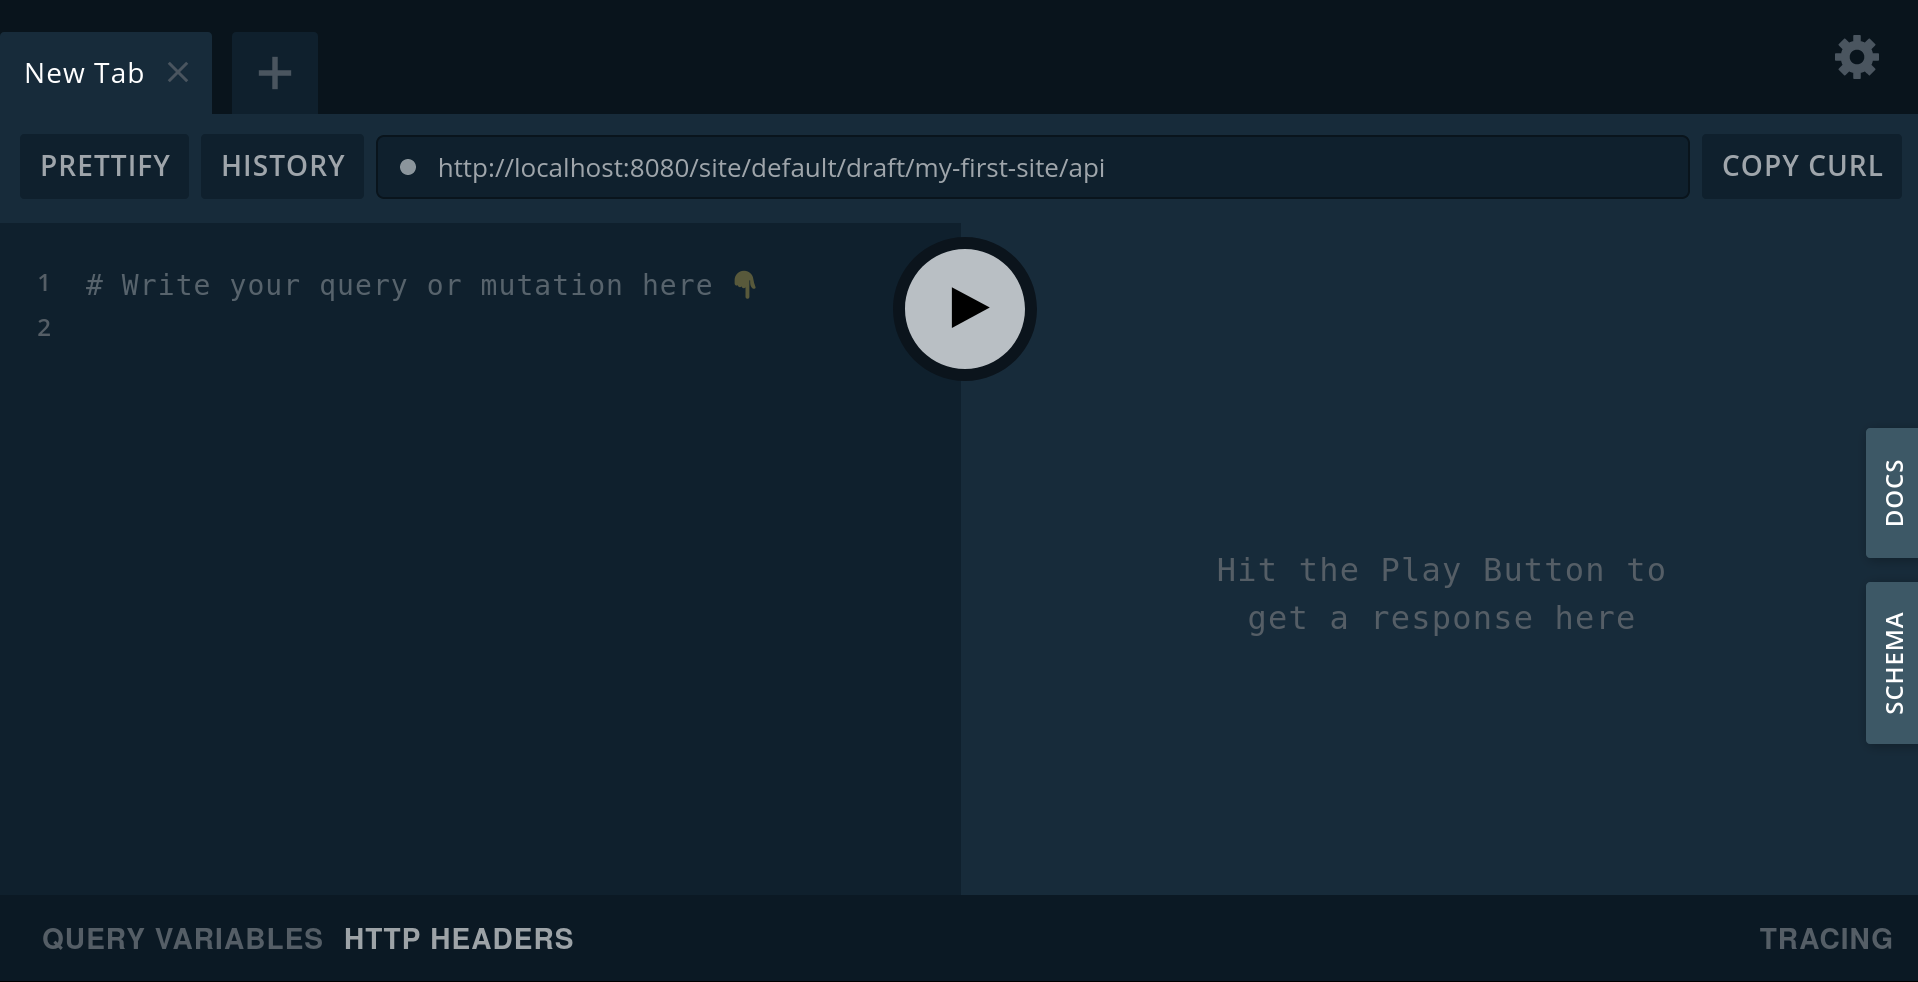 New Tab
PRETTIFY
HISTORY
http://localhost:8080/site/default/draft/my-first-site/api
COPY CURL
1 # Write your query or mutation here 👇
2
Hit the Play Button to
get a response here
DOCS
SCHEMA
QUERY VARIABLES
HTTP HEADERS
TRACING